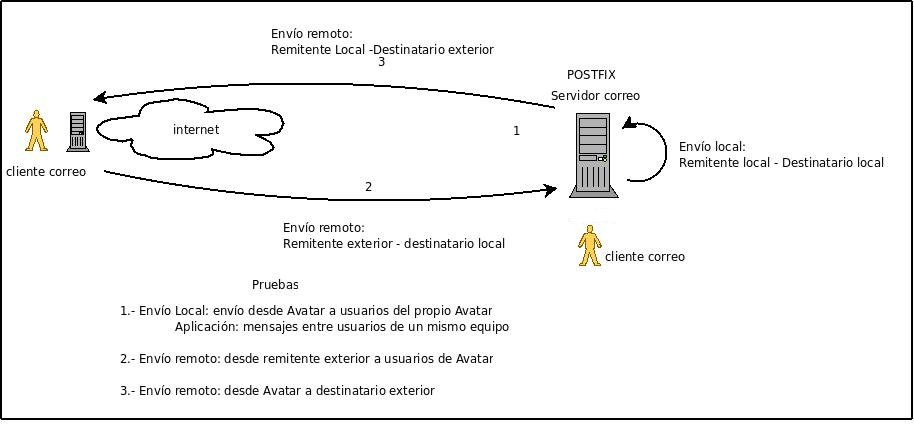 Envío remoto:
Remitente Local -Destinatario exterior
3
POSTFIX
Servidor correo
internet
1
Envío local:
Remitente local - Destinatario local
cliente correo
2
Envío remoto:
Remitente exterior - destinatario local
cliente correo
Pruebas
1.- Envío Local: envío desde Avatar a usuarios del propio Avatar
Aplicación: mensajes entre usuarios de un mismo equipo
2.- Envío remoto: desde remitente exterior a usuarios de Avatar
3.- Envío remoto: desde Avatar a destinatario exterior